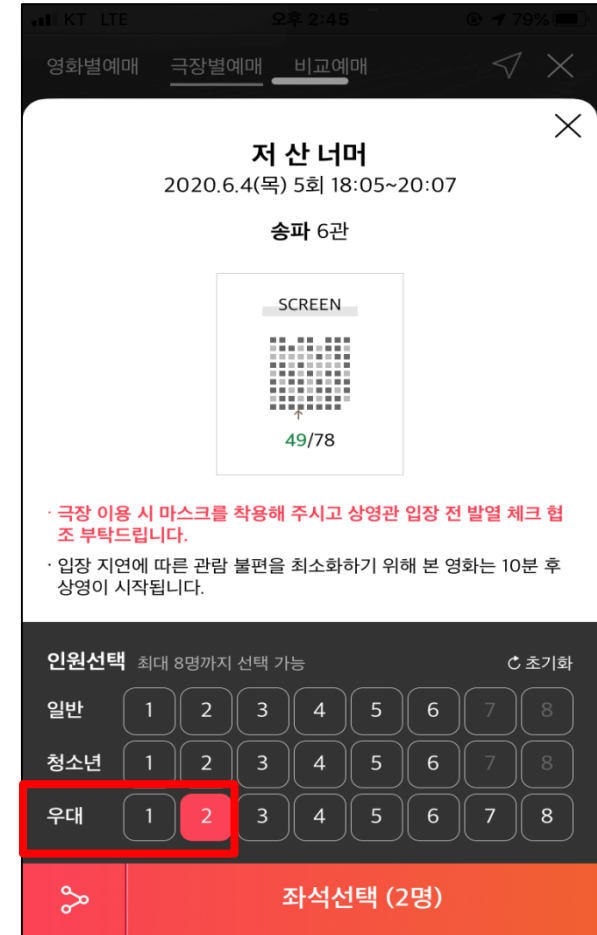 KT LTE 오후 2:45 79%
영화별예매 극장별예매 비교예매
저 산 너머
2020.6.4(목) 5회 18:05~20:07
송파 6관
SCREEN
49/78
· 극장 이용 시 마스크를 착용해 주시고 상영관 입장 전 발열 체크 협
조 부탁드립니다.
· 입장 지연에 따른 관람 불편을 최소화하기 위해 본 영화는 10분 후
상영이 시작됩니다.
인원선택 최대 8명까지 선택 가능 초기화
일반 1 2 3 4 5 6 7 8
청소년 1 2 3 4 5 6 7 8
우대 1 2 3 4 5 6 7 8
좌석선택 (2명)